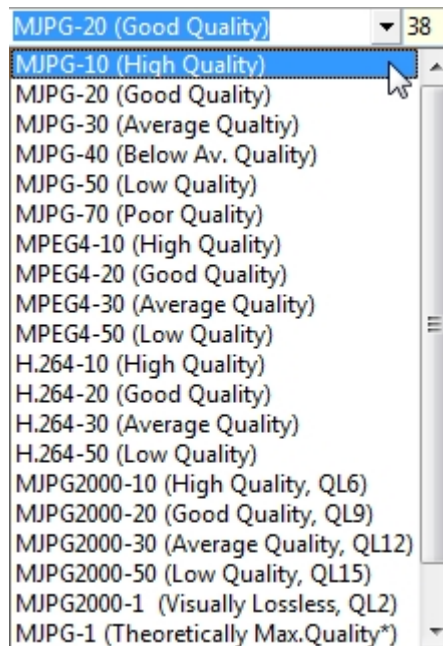 MJPG-20 (Good Quality) 38
MJPG-10 (High Quality)
MJPG-20 (Good Quality)
MJPG-30 (Average Qualtiy)
MJPG-40 (Below Av. Quality)
MJPG-50 (Low Quality)
MJPG-70 (Poor Quality)
MPEG4-10 (High Quality)
MPEG4-20 (Good Quality)
MPEG4-30 (Average Quality)
MPEG4-50 (Low Quality)
H.264-10 (High Quality)
H.264-20 (Good Quality)
H.264-30 (Average Quality)
H.264-50 (Low Quality)
MJPG2000-10 (High Quality, QL6)
MJPG2000-20 (Good Quality, QL9)
MJPG2000-30 (Average Quality, QL12)
MJPG2000-50 (Low Quality, QL15)
MJPG2000-1 (Visually Lossless, QL2)
MJPG-1 (Theoretically Max.Quality*)